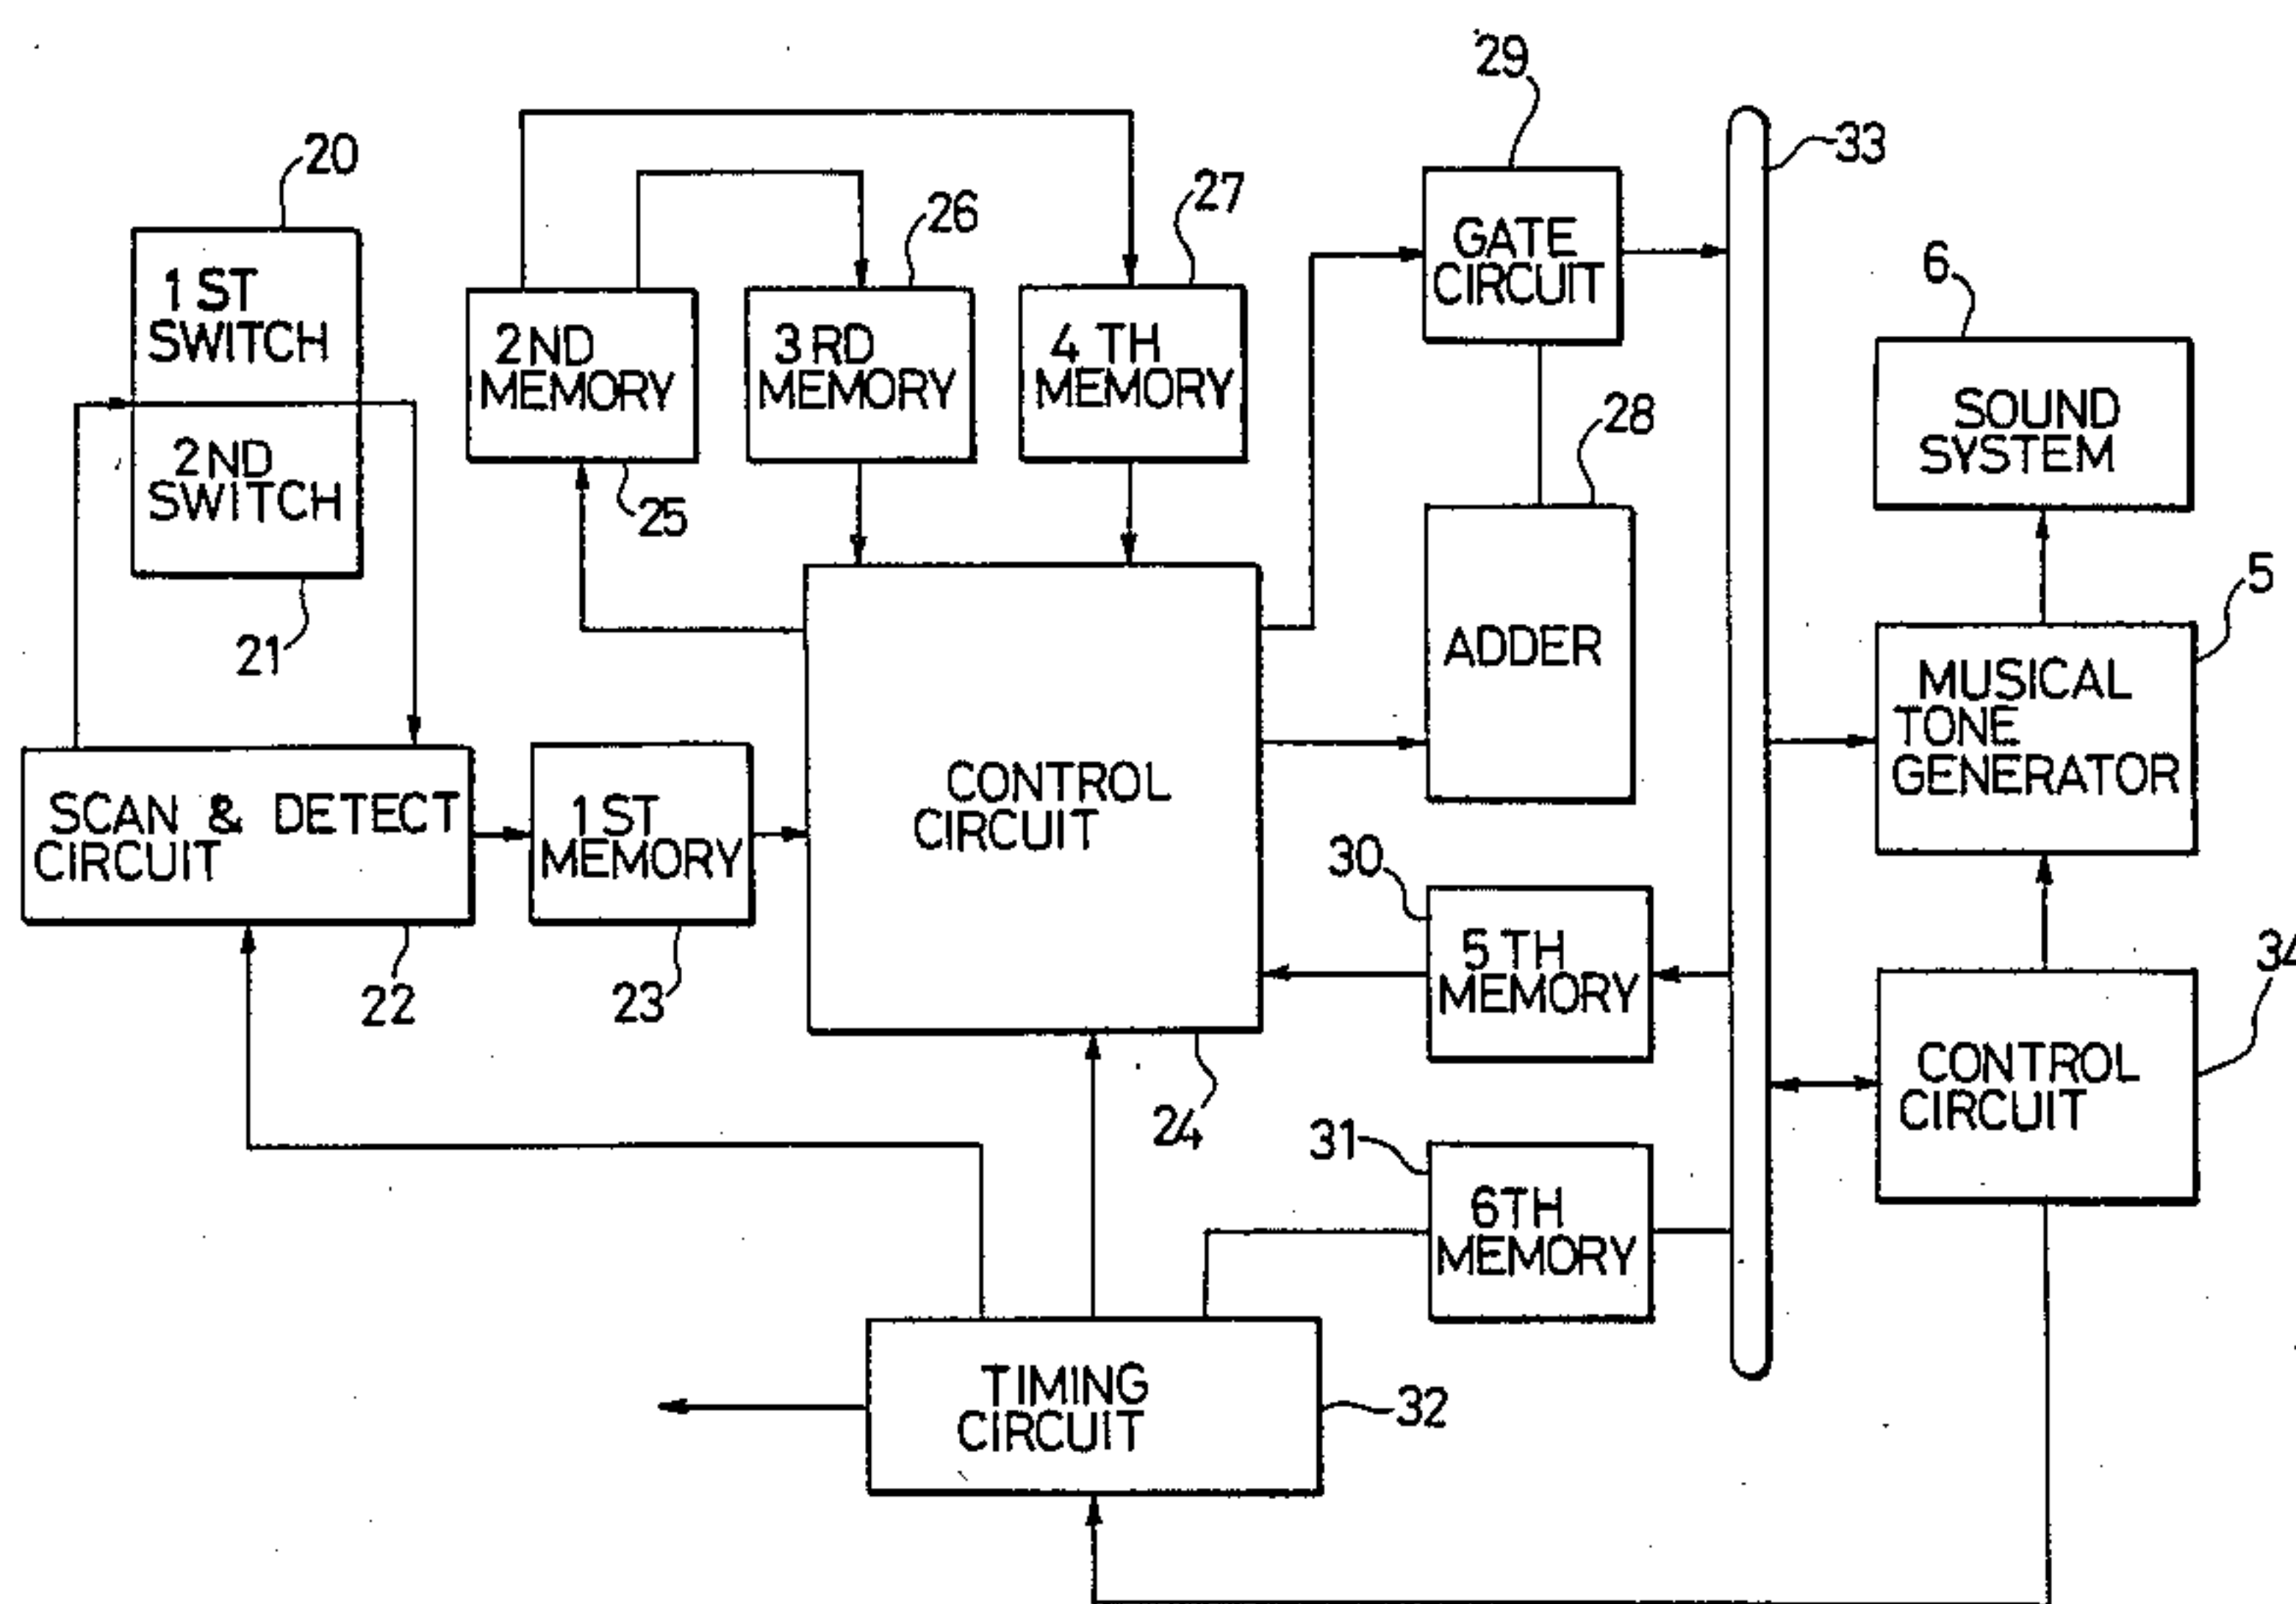 29
33
20
27
26
1 ST
SWITCH
2ND
SWITCH
21
2ND
MEMORY
25
3 RD
MEMORY
4 TH
MEMORY
GATE
CIRCUIT
28
ADDER
6
SOUND
SYSTEM
5
MUSICAL
TONE
GENERATOR
SCAN & DETECT
CIRCUIT
22
1 ST
MEMORY
23
CONTROL
CIRCUIT
24
30
5 TH
MEMORY
34
CONTROL
CIRCUIT
31
6TH
MEMORY
TIMING
CIRCUIT
32